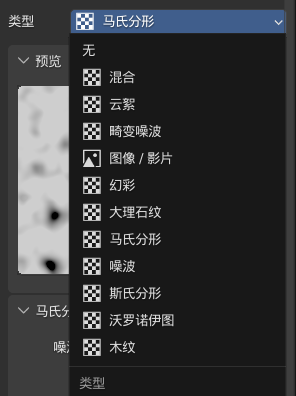 类型
马氏分形
无
预览
混合
云絮
畸变噪波
图像 / 影片
幻彩
大理石纹
马氏分形
噪波
斯氏分形
马氏分
沃罗诺伊图
噪
木纹
类型